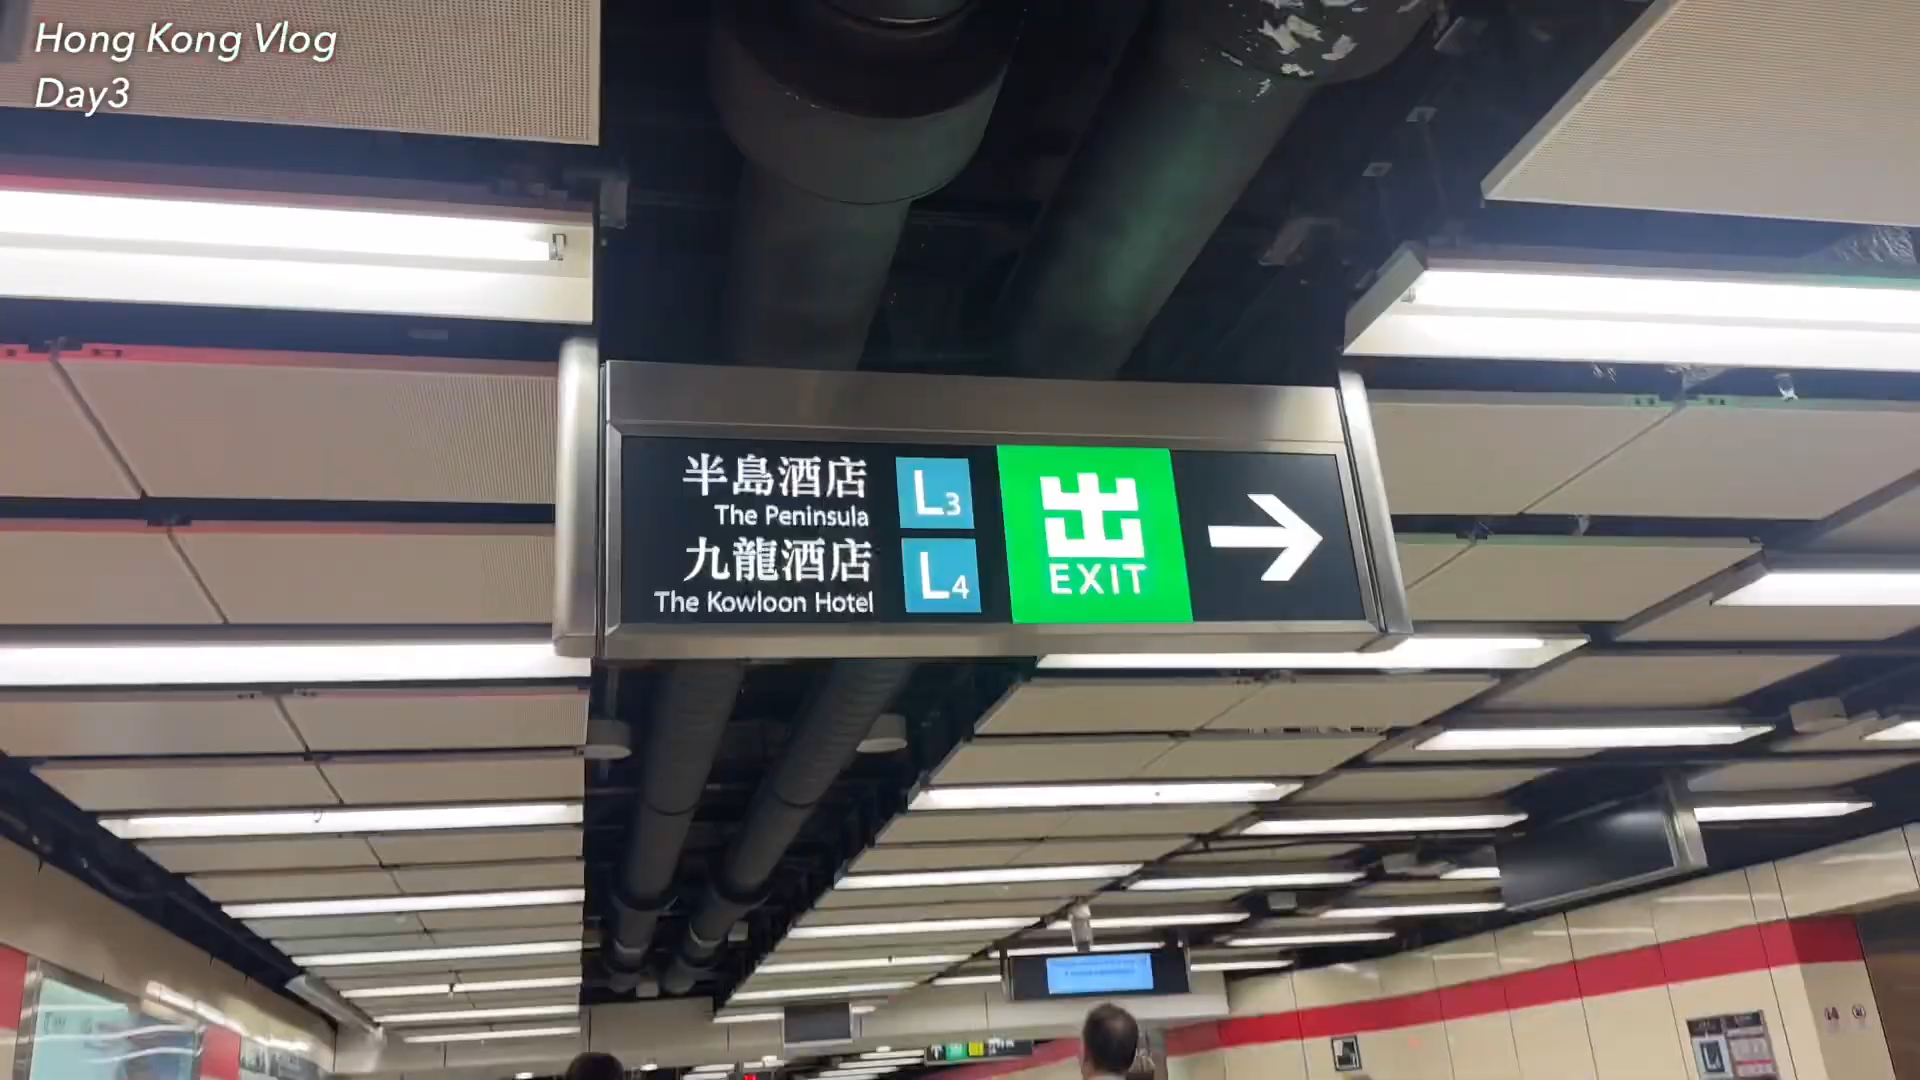 Hong Kong Vlog
Day3
半島酒店
The Peninsula
L3
九龍酒店
The Kowloon Hotel
L4
出
EXIT